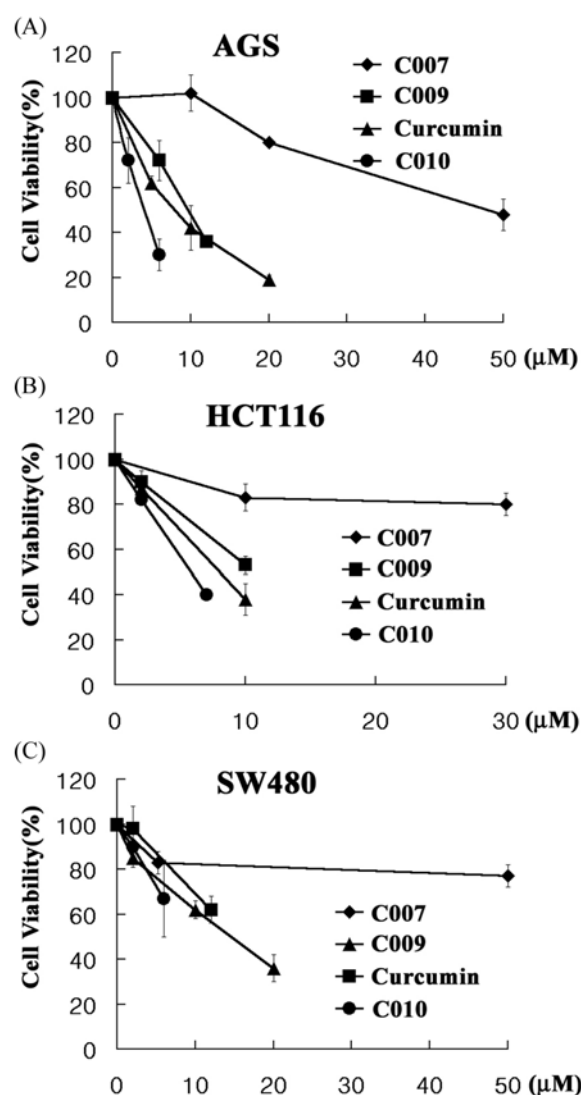 (A)
AGS
120
100
80
60
40
20
0
Cell Viability(%)
C007
C009
Curcumin
C010
0 10 20 30 40 50 (μM)
(B)
HCT116
120
100
80
60
40
20
0
Cell Viability(%)
C007
C009
Curcumin
C010
0 10 20 30 (μM)
(C)
SW480
120
100
80
60
40
20
0
Cell Viability(%)
C007
C009
Curcumin
C010
0 10 20 30 40 50 (μM)